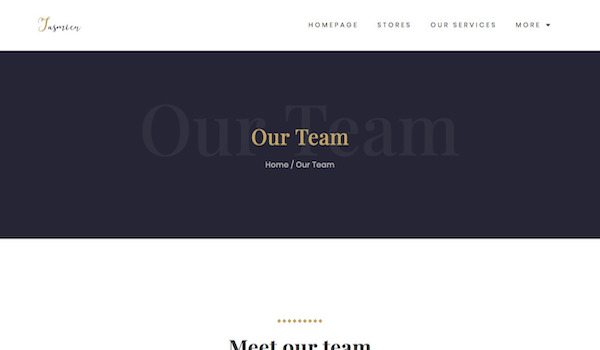 Jasmien
HOMEPAGE STORES OUR SERVICES MORE
Our Team
Our Team
Home / Our Team
Meet our team